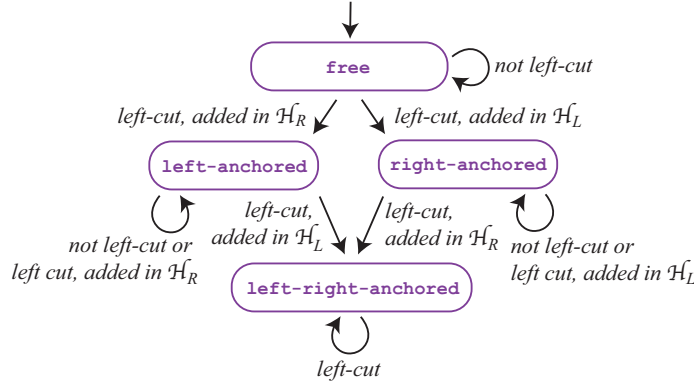 free
not left-cut
left-cut, added in ℋ_R
left-cut, added in ℋ_L
left-anchored
right-anchored
left-cut,
added in ℋ_L
left-cut,
added in ℋ_R
not left-cut or
left cut, added in ℋ_R
not left-cut or
left cut, added in ℋ_L
left-right-anchored
left-cut